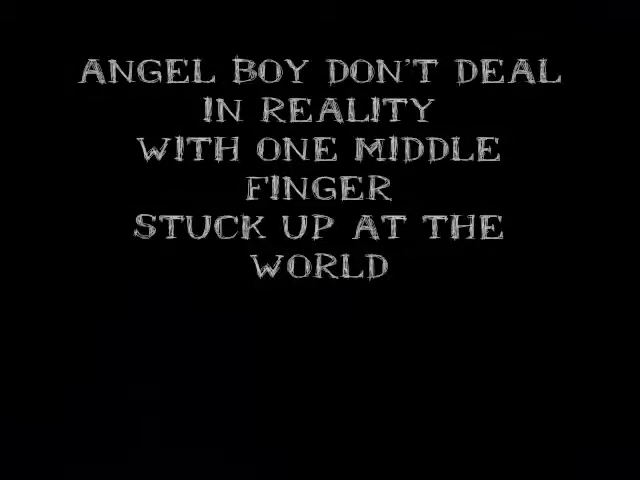 ANGEL BOY DON'T DEAL
IN REALITY
WITH ONE MIDDLE
FINGER
STUCK UP AT THE
WORLD